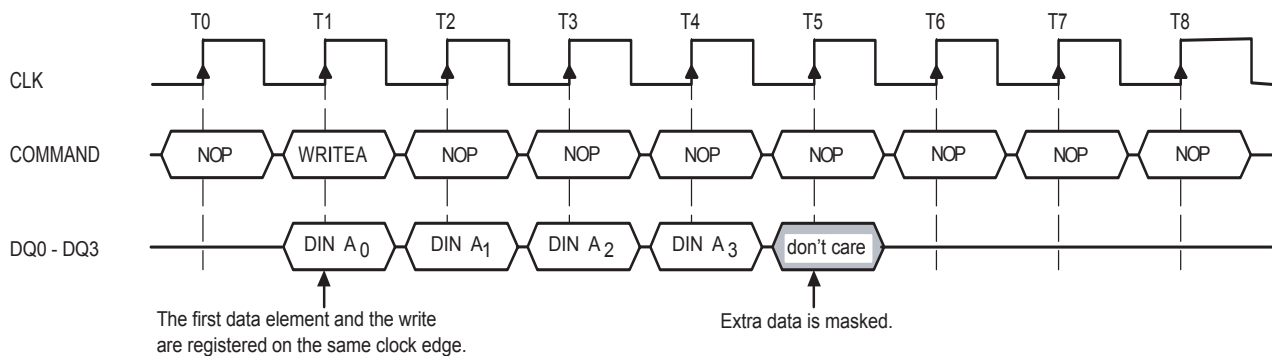 T0 T1 T2 T3 T4 T5 T6 T7 T8
CLK
COMMAND NOP WRITEA NOP NOP NOP NOP NOP NOP NOP
DQ0 - DQ3 DIN A0 DIN A1 DIN A2 DIN A3 don't care
The first data element and the write
are registered on the same clock edge.
Extra data is masked.